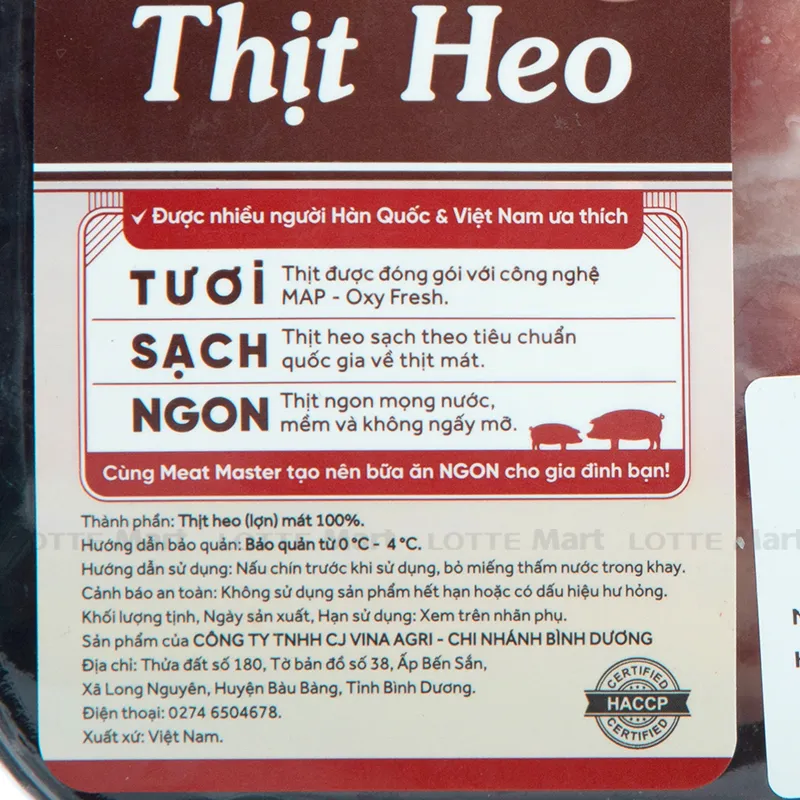 Thịt Heo
✓ Được nhiều người Hàn Quốc & Việt Nam ưa thích
TƯƠI Thịt được đóng gói với công nghệ
MAP - Oxy Fresh.
SẠCH Thịt heo sạch theo tiêu chuẩn
quốc gia về thịt mát.
NGON Thịt ngon mọng nước,
mềm và không ngấy mỡ.
Cùng Meat Master tạo nên bữa ăn NGON cho gia đình bạn!
Thành phần: Thịt heo (lợn) mát 100%.
Hướng dẫn bảo quản: Bảo quản từ 0°C - 4°C.
LOTTE Mart LOTTE Mart LOTTE Mart LOTTE Mart
Hướng dẫn sử dụng: Nấu chín trước khi sử dụng, bỏ miếng thấm nước trong khay.
Cảnh báo an toàn: Không sử dụng sản phẩm hết hạn hoặc có dấu hiệu hư hỏng.
Khối lượng tịnh, Ngày sản xuất, Hạn sử dụng: Xem trên nhãn phụ.
Sản phẩm của CÔNG TY TNHH CJ VINA AGRI - CHI NHÁNH BÌNH DƯƠNG
Địa chỉ: Thửa đất số 180, Tờ bản đồ số 38, Ấp Bến Sắn,
Xã Long Nguyên, Huyện Bàu Bàng, Tỉnh Bình Dương.
Điện thoại: 0274 6504678.
Xuất xứ: Việt Nam.
CERTIFIED
HACCP
CERTIFIED